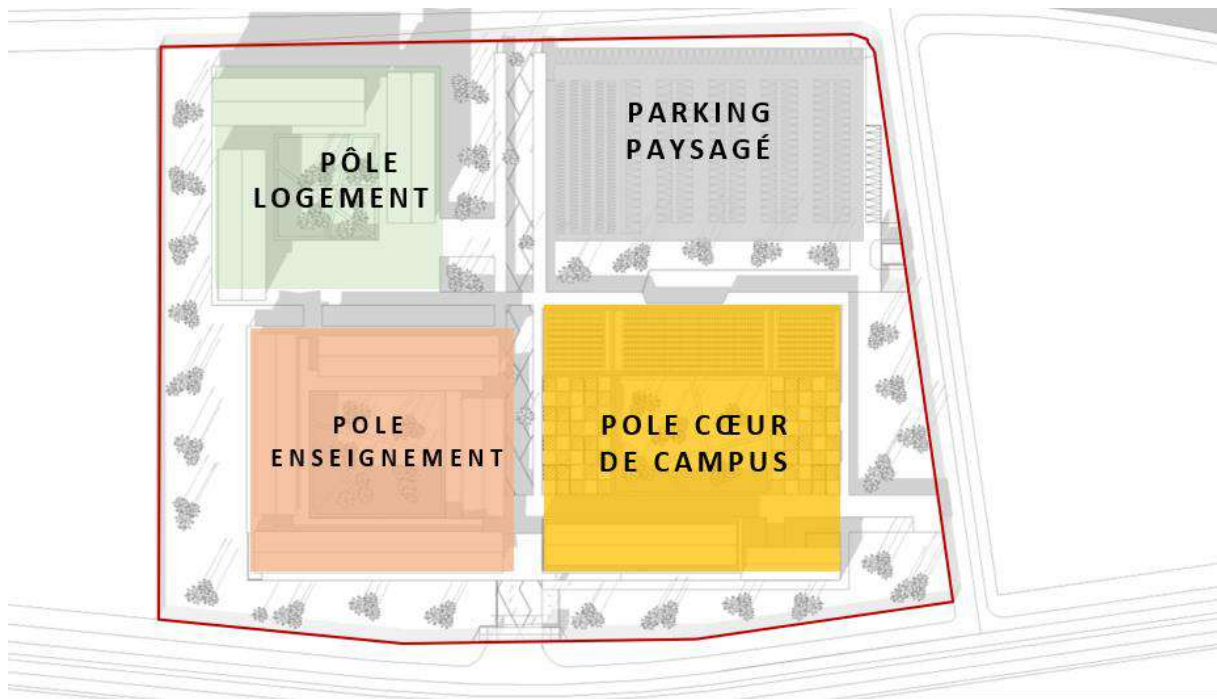 PARKING
PAYSAGÉ
PÔLE
LOGEMENT
POLE
ENSEIGNEMENT
POLE CŒUR
DE CAMPUS